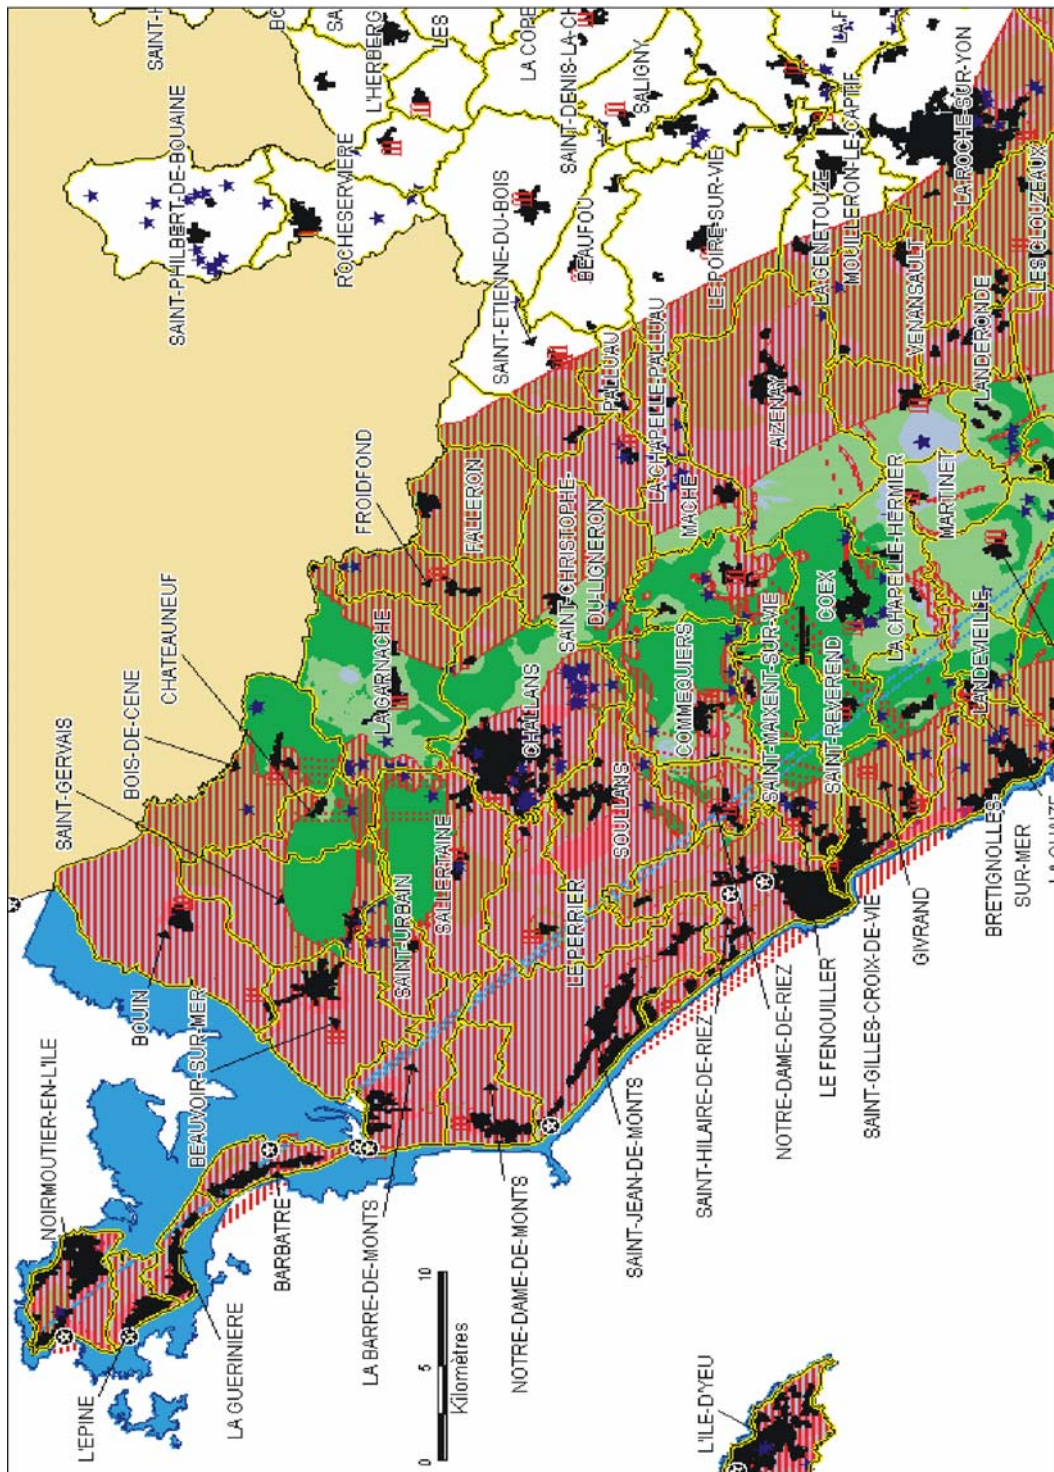 SAINT-H
BO
SA
L'HERBERG
LES
LA COPE
SAINT-DENIS-LA-CH
SALIGNY
LA F
SAINT-PHILBERT-DE-BOUAINE
ROCHESERVIERE
SAINT-ETIENNE-DU-BOIS
BEAUFOU
LE-POIRE-SUR-VIE
LA GENETOUZE
MOUILLERON-LE-CAPTIF
LA-ROCHE-SUR-YON
PALLUAU
LA CHAPELLE-PALLUAU
AIZENAY
VENANSAULT
LANDERONDE
LES CLOUZEAUX
FROIDFOND
FALLERON
SAINT-CHRISTOPHE-
DU-LIGNERON
MACHE
LA CHAPELLE-HERMIER
MARTINET
SAINT-GERVAIS
BOIS-DE-CENE
CHATEAUNEUF
LA GARNACHE
CHALLANS
COMMEQUIERS
SAINT-MAIXENT-SUR-VIE
SAINT-REVEREND
COEX
LANDEVIEILLE
BOUIN
BEAUVOIR-SUR-MER
SAINT-URBAIN
SALLERTAINE
SOULLANS
LE PERRIER
NOIRMOUTIER-EN-L'ILE
L'EPINE
LA GUERINIERE
BARBATRE
LA BARRE-DE-MONTS
NOTRE-DAME-DE-MONTS
SAINT-JEAN-DE-MONTS
SAINT-HILAIRE-DE-RIEZ
NOTRE-DAME-DE-RIEZ
LE FENOUILLER
SAINT-GILLES-CROIX-DE-VIE
GIVRAND
BRETIGNOLLES-
SUR-MER
LA CHAIZE
0 5 10
Kilomètres
L'ILE-D'YEU